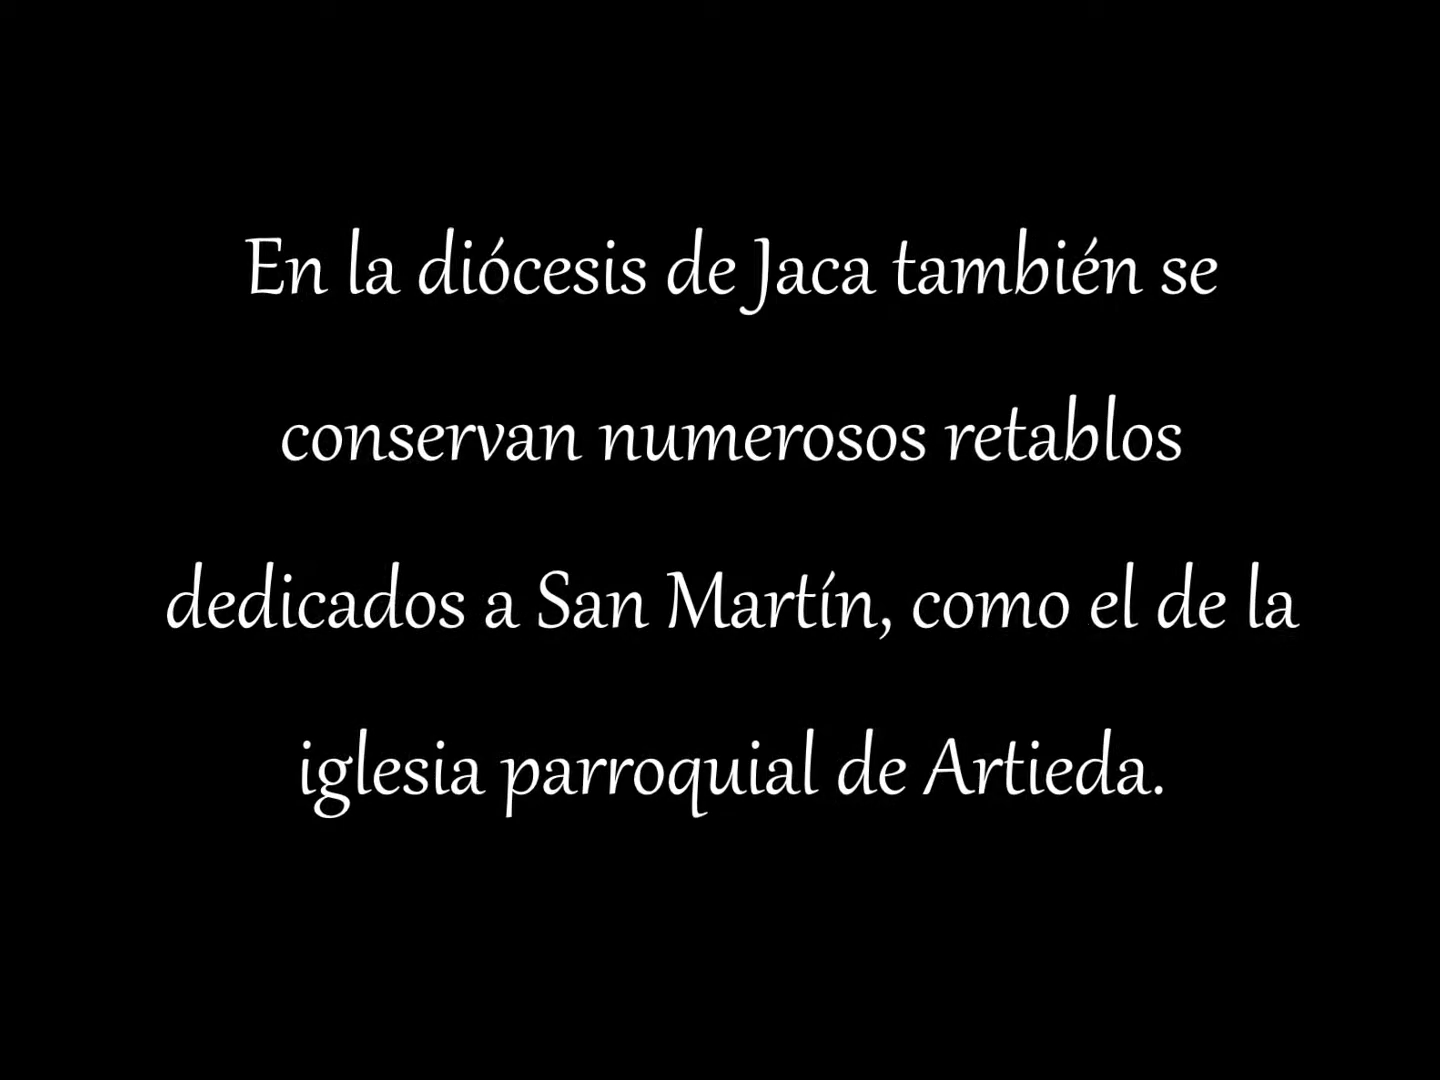 En la diócesis de Jaca también se
conservan numerosos retablos
dedicados a San Martín, como el de la
iglesia parroquial de Artieda.